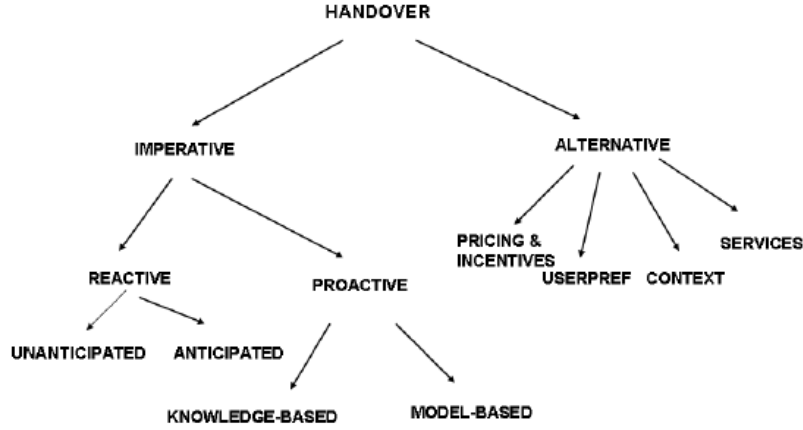 HANDOVER
IMPERATIVE
ALTERNATIVE
PRICING &
INCENTIVES
USERPREF
CONTEXT
SERVICES
REACTIVE
PROACTIVE
UNANTICIPATED
ANTICIPATED
KNOWLEDGE-BASED
MODEL-BASED